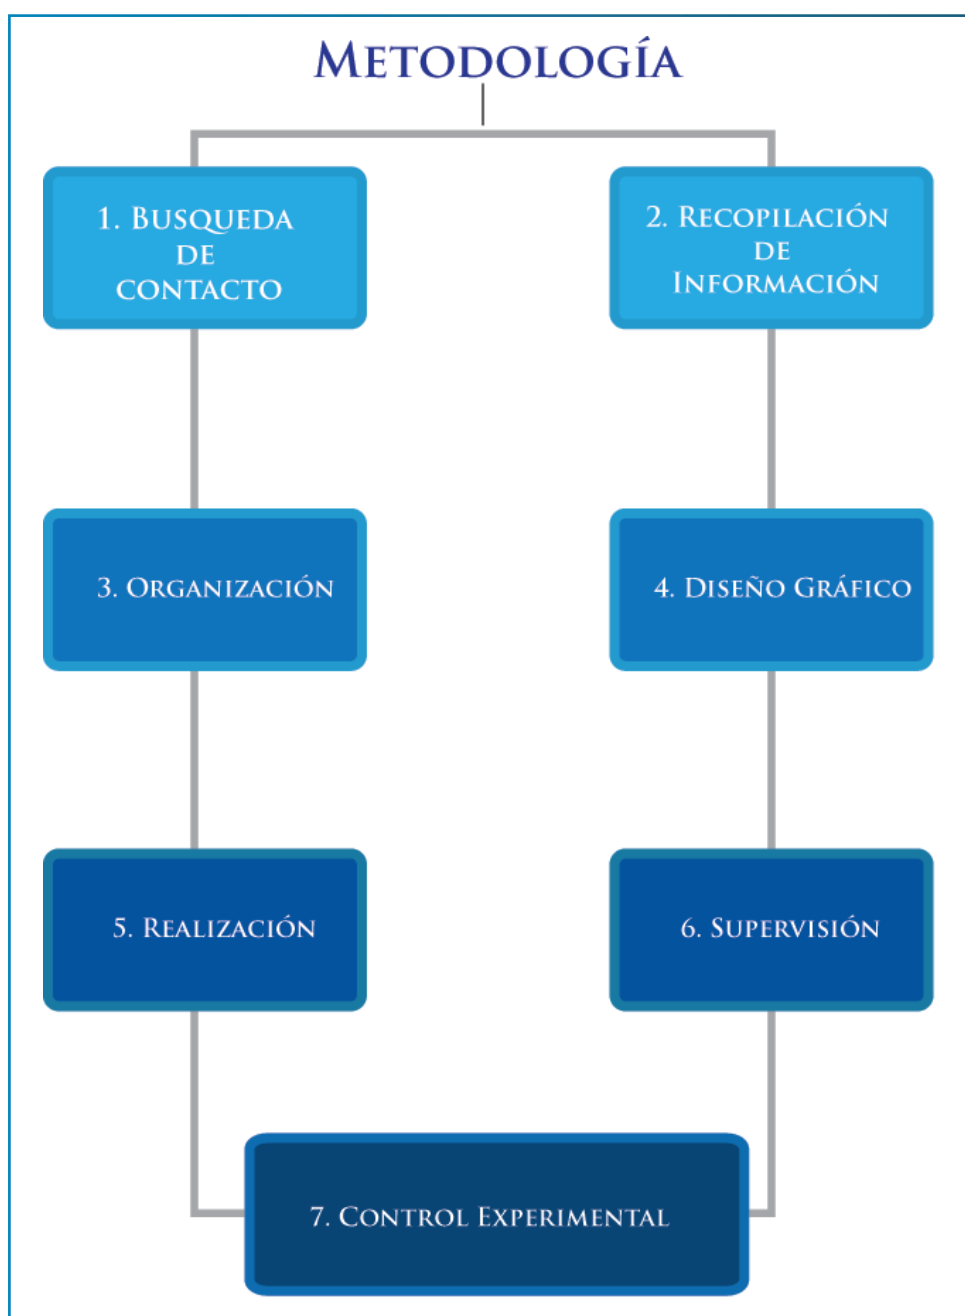 Metodología
1. Busqueda
de
contacto
2. Recopilación
de
Información
3. Organización
4. Diseño Gráfico
5. Realización
6. Supervisión
7. Control Experimental